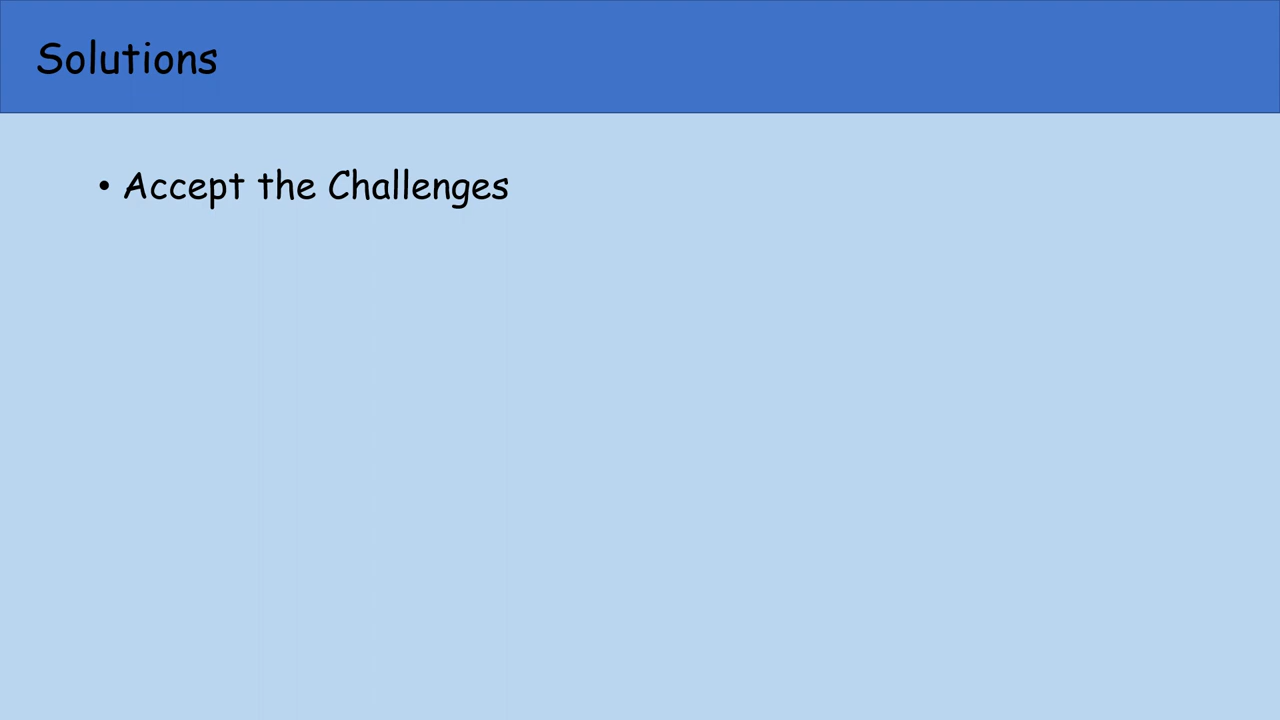 Solutions
• Accept the Challenges